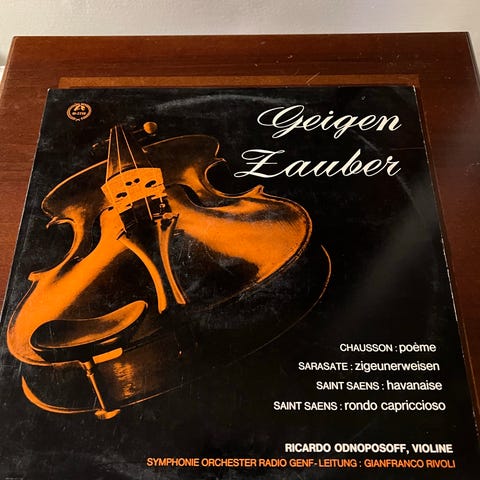 Geigen
Zauber
CHAUSSON : poème
SARASATE : zigeunerweisen
SAINT SAENS : havanaise
SAINT SAENS : rondo capriccioso
RICARDO ODNOPOSOFF, VIOLINE
SYMPHONIE ORCHESTER RADIO GENF - LEITUNG : GIANFRANCO RIVOLI